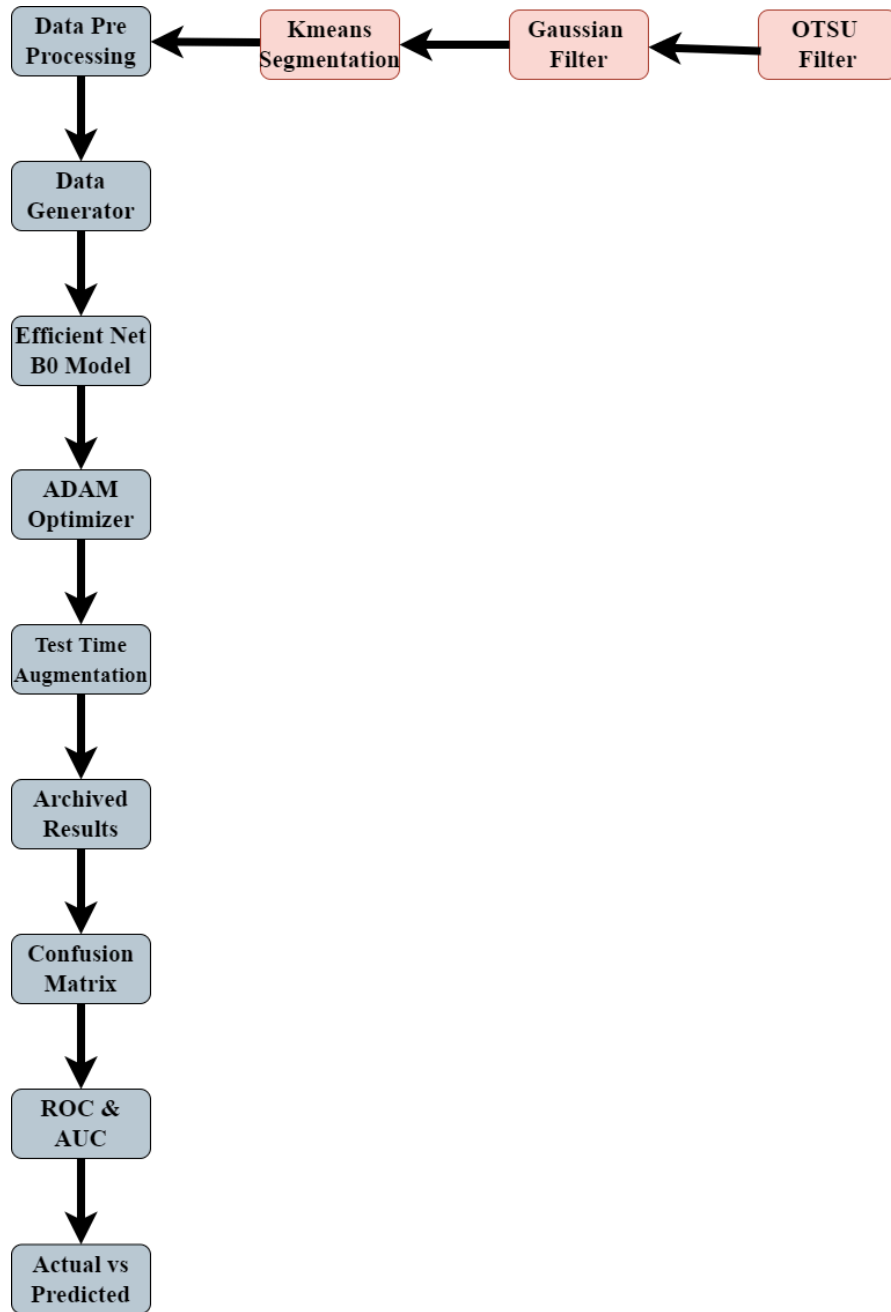 Data Pre
Processing
Kmeans
Segmentation
Gaussian
Filter
OTSU
Filter
Data
Generator
Efficient Net
B0 Model
ADAM
Optimizer
Test Time
Augmentation
Archived
Results
Confusion
Matrix
ROC &
AUC
Actual vs
Predicted